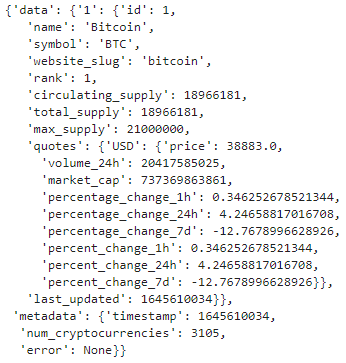 {'data': {'1': {'id': 1,
'name': 'Bitcoin',
'symbol': 'BTC',
'website_slug': 'bitcoin',
'rank': 1,
'circulating_supply': 18966181,
'total_supply': 18966181,
'max_supply': 21000000,
'quotes': {'USD': {'price': 38883.0,
'volume_24h': 20417585025,
'market_cap': 737369863861,
'percentage_change_1h': 0.346252678521344,
'percentage_change_24h': 4.24658817016708,
'percentage_change_7d': -12.7678996628926,
'percent_change_1h': 0.346252678521344,
'percent_change_24h': 4.24658817016708,
'percent_change_7d': -12.7678996628926}},
'last_updated': 1645610034}},
'metadata': {'timestamp': 1645610034,
'num_cryptocurrencies': 3105,
'error': None}}